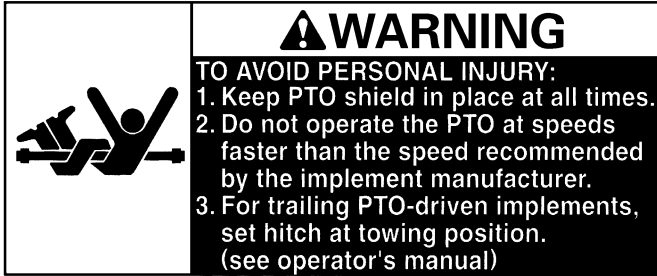 WARNING
TO AVOID PERSONAL INJURY:
1. Keep PTO shield in place at all times.
2. Do not operate the PTO at speeds
faster than the speed recommended
by the implement manufacturer.
3. For trailing PTO-driven implements,
set hitch at towing position.
(see operator's manual)